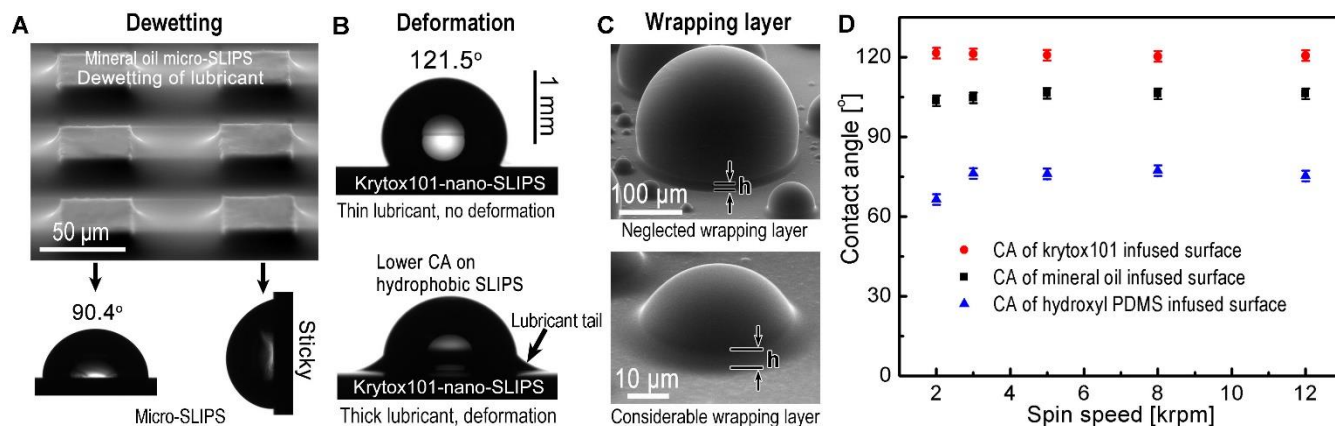 A
Dewetting
Mineral oil micro-SLIPS
Dewetting of lubricant
50 µm
90.4°
Sticky
Micro-SLIPS
B
Deformation
121.5°
1 mm
Krytox101-nano-SLIPS
Thin lubricant, no deformation
Lower CA on
hydrophobic SLIPS
Lubricant tail
Krytox101-nano-SLIPS
Thick lubricant, deformation
C
Wrapping layer
h
100 µm
Neglected wrapping layer
h
10 µm
Considerable wrapping layer
D
Contact angle [°]
120
90
60
30
0
CA of krytox101 infused surface
CA of mineral oil infused surface
CA of hydroxyl PDMS infused surface
2 4 6 8 10 12
Spin speed [krpm]